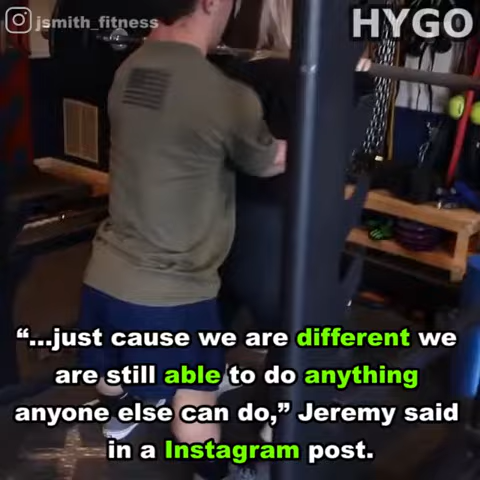 jsmith_fitness
HYGO
“...just cause we are different we
are still able to do anything
anyone else can do,” Jeremy said
in a Instagram post.